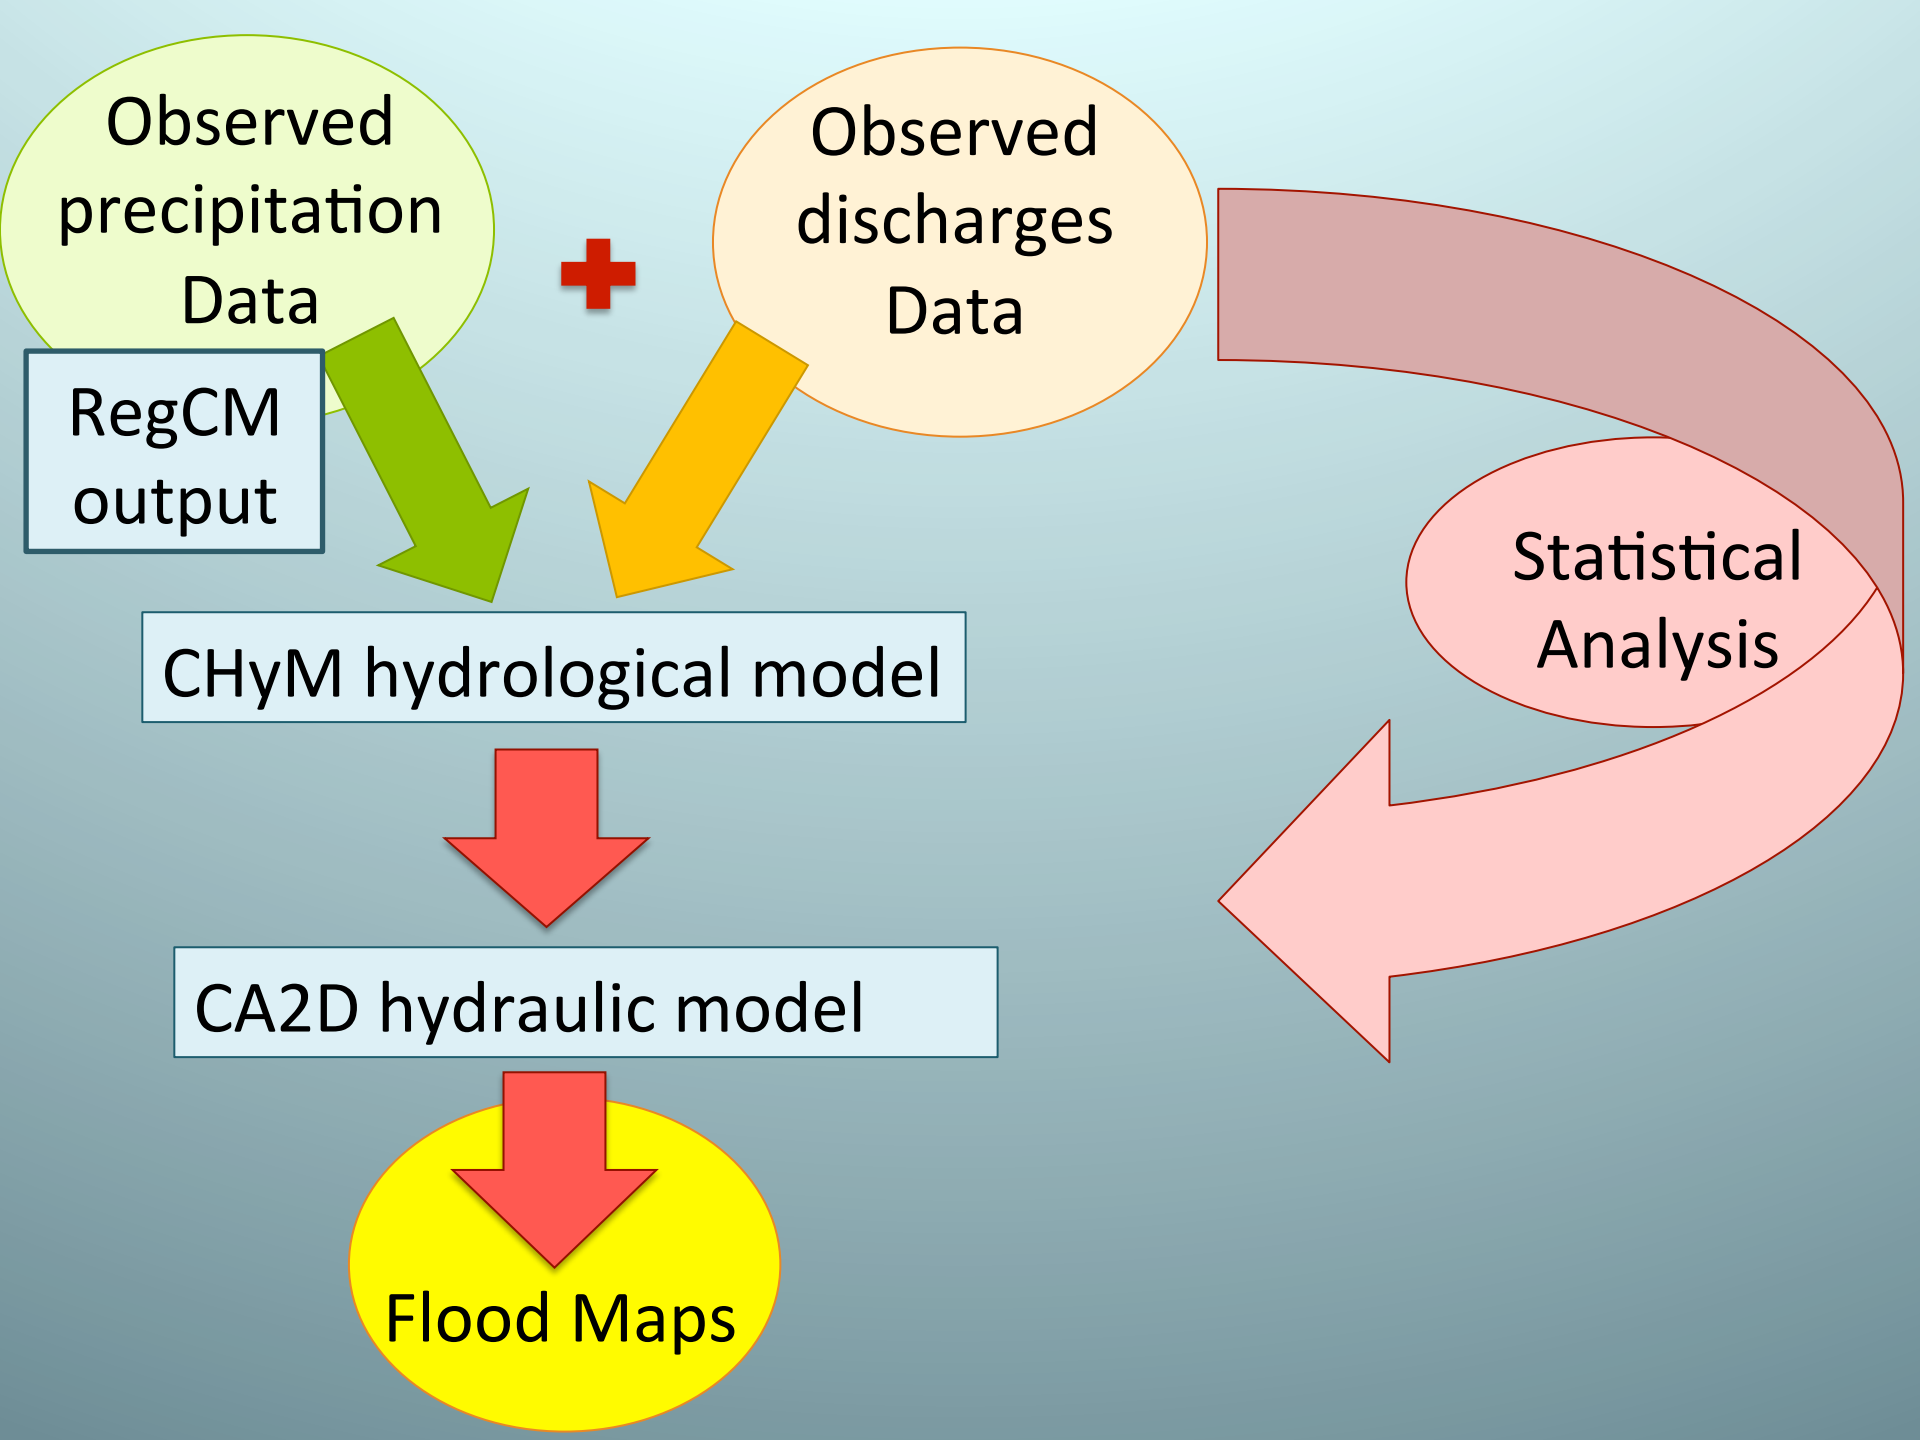 Observed
precipitation
Data
Observed
discharges
Data
RegCM
output
Statistical
Analysis
CHyM hydrological model
CA2D hydraulic model
Flood Maps